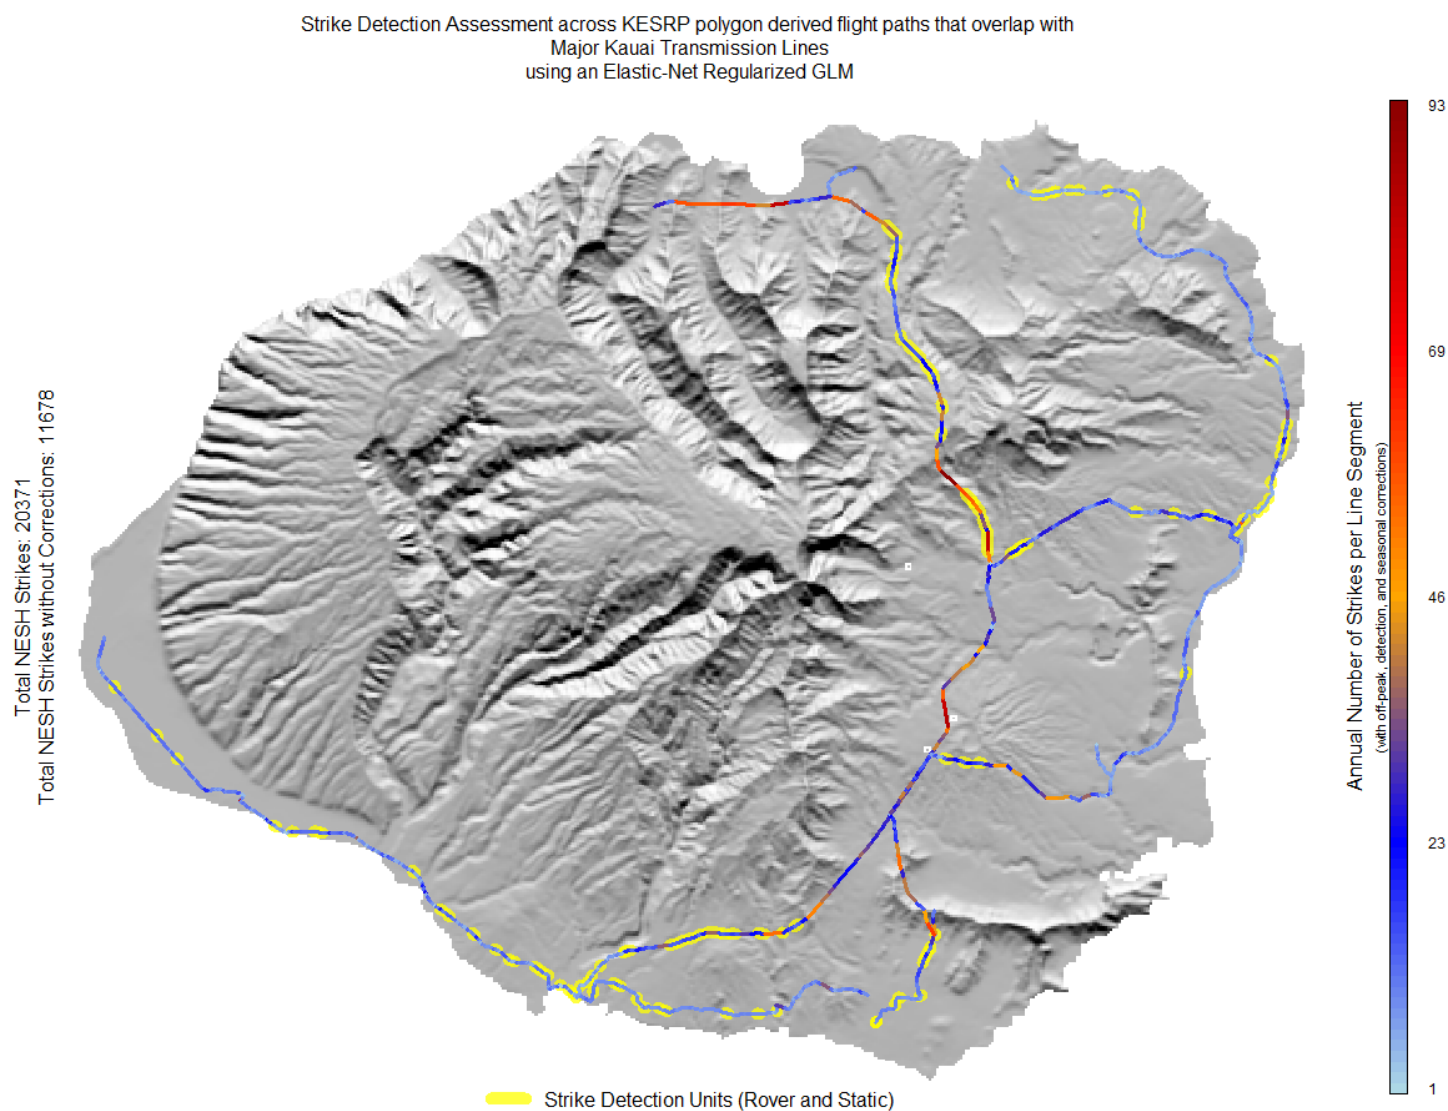 Strike Detection Assessment across KESRP polygon derived flight paths that overlap with
Major Kauai Transmission Lines
using an Elastic-Net Regularized GLM
Total NESH Strikes: 20371
Total NESH Strikes without Corrections: 11678
93
69
46
23
1
Annual Number of Strikes per Line Segment
(with off-peak, detection, and seasonal corrections)
Strike Detection Units (Rover and Static)